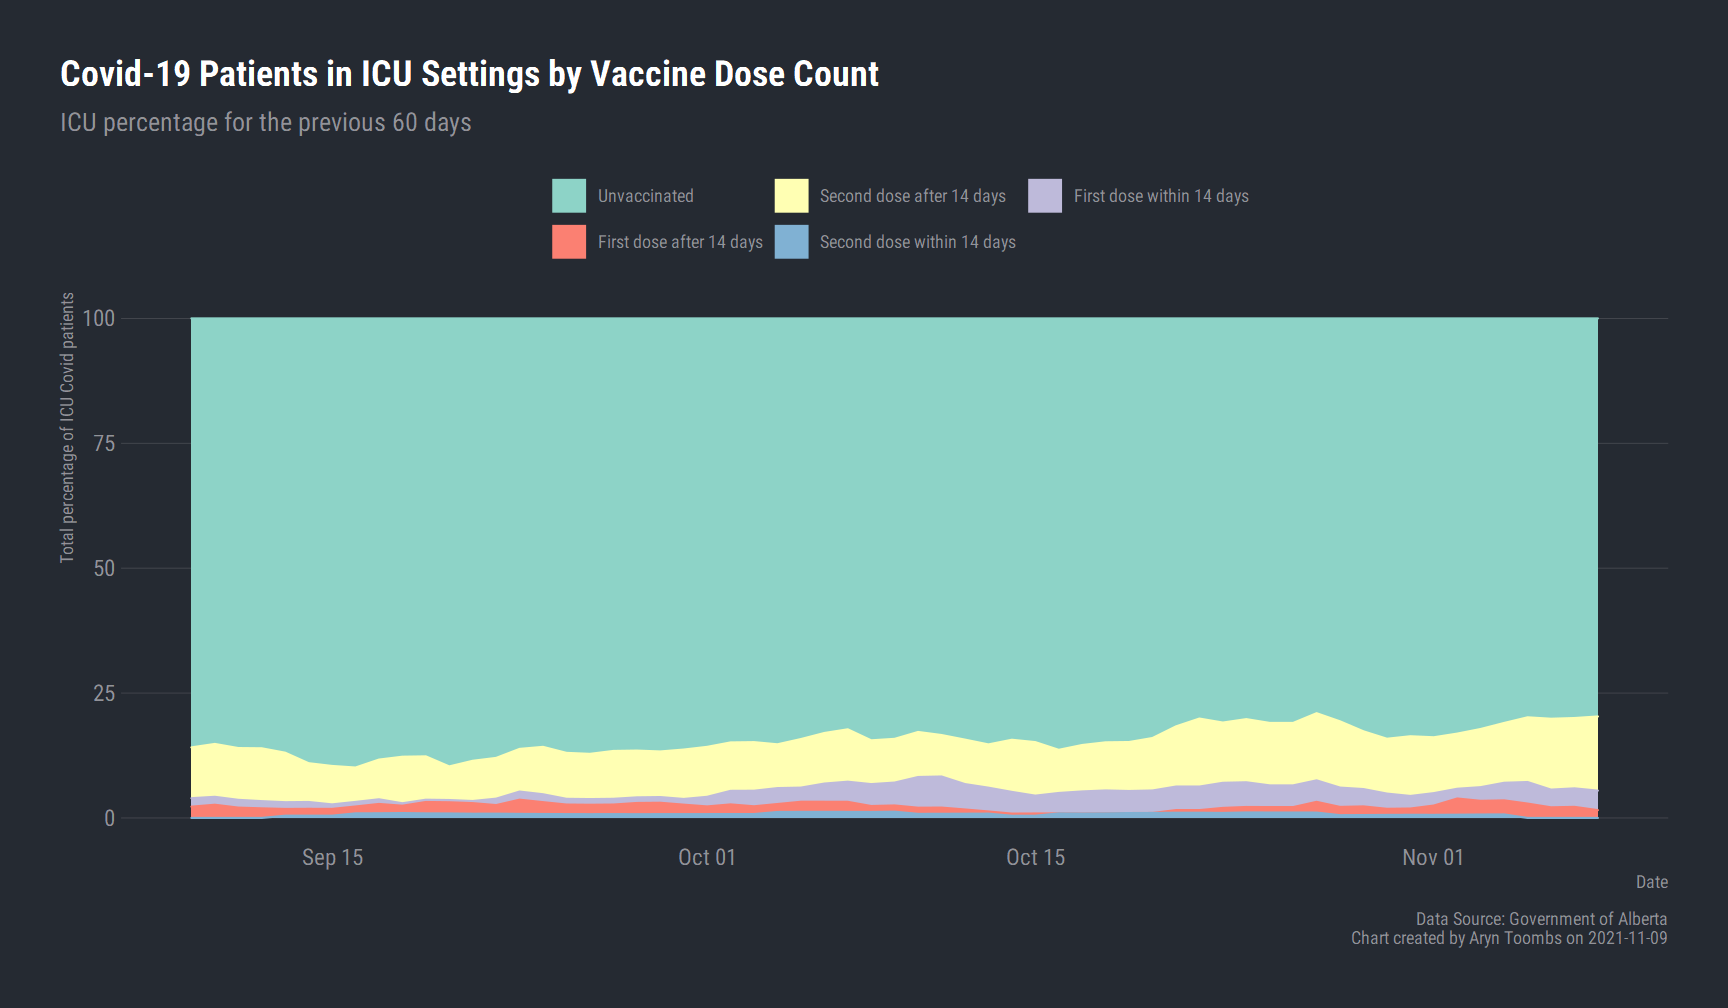 Covid-19 Patients in ICU Settings by Vaccine Dose Count
ICU percentage for the previous 60 days
Unvaccinated
Second dose after 14 days
First dose within 14 days
First dose after 14 days
Second dose within 14 days
Total percentage of ICU Covid patients
100
75
50
25
0
Sep 15
Oct 01
Oct 15
Nov 01
Date
Data Source: Government of Alberta
Chart created by Aryn Toombs on 2021-11-09